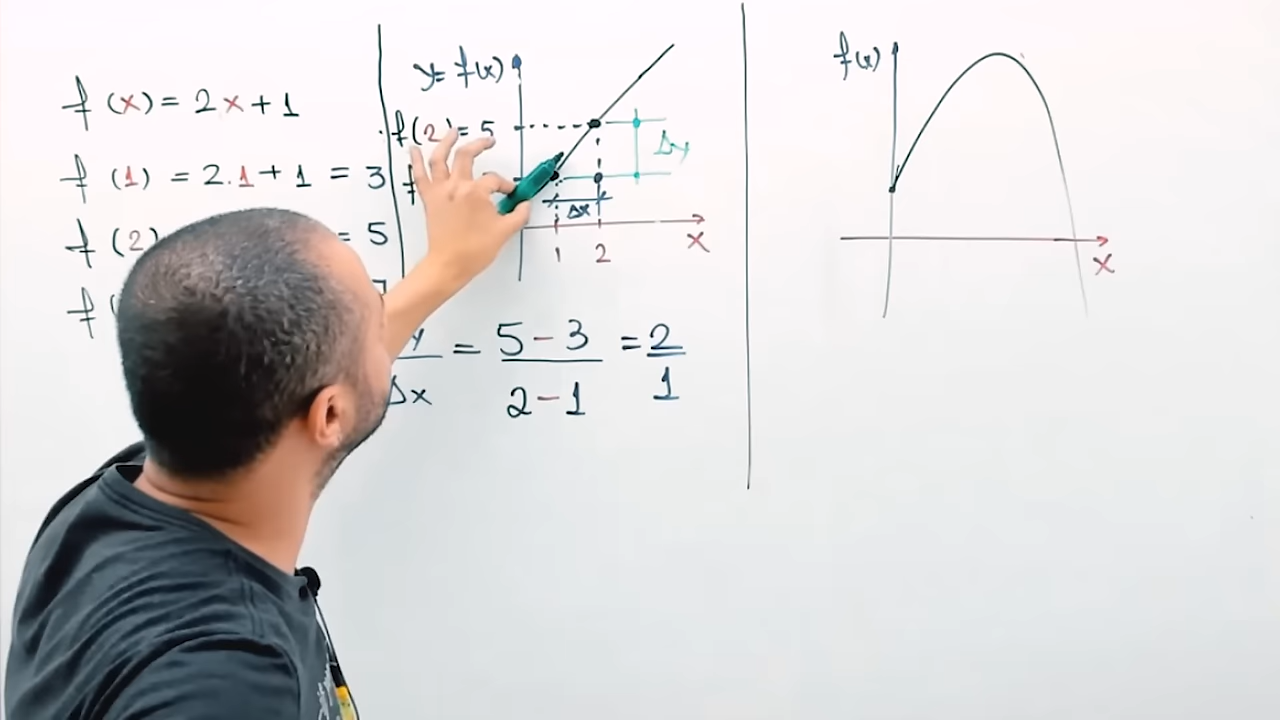 f(x) = 2x + 1
f(1) = 2.1 + 1 = 3
f(2) = 5
f(
y = f(x)
f(2) = 5
f
Δy
Δx
1 2 x
y/Δx = 5 - 3 / 2 - 1 = 2/1
f(x)
x